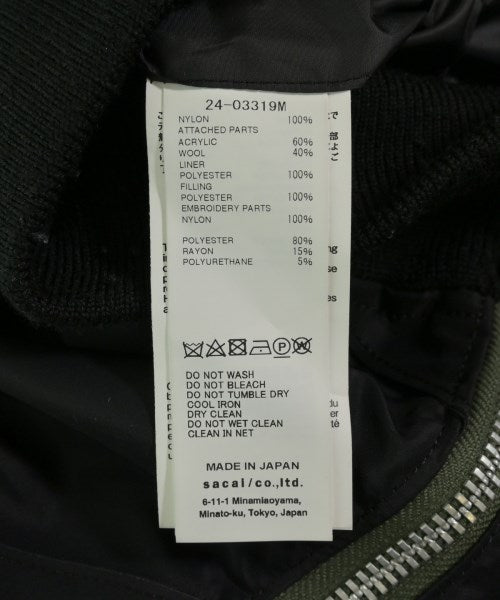 24-03319M
NYLON 100%
ATTACHED PARTS
ACRYLIC 60%
WOOL 40%
LINER
POLYESTER 100%
FILLING
POLYESTER 100%
EMBROIDERY PARTS
NYLON 100%
POLYESTER 80%
RAYON 15%
POLYURETHANE 5%
DO NOT WASH
DO NOT BLEACH
DO NOT TUMBLE DRY
COOL IRON
DRY CLEAN
DO NOT WET CLEAN
CLEAN IN NET
MADE IN JAPAN
sacai/co.,ltd.
6-11-1 Minamiaoyama,
Minato-ku, Tokyo, Japan